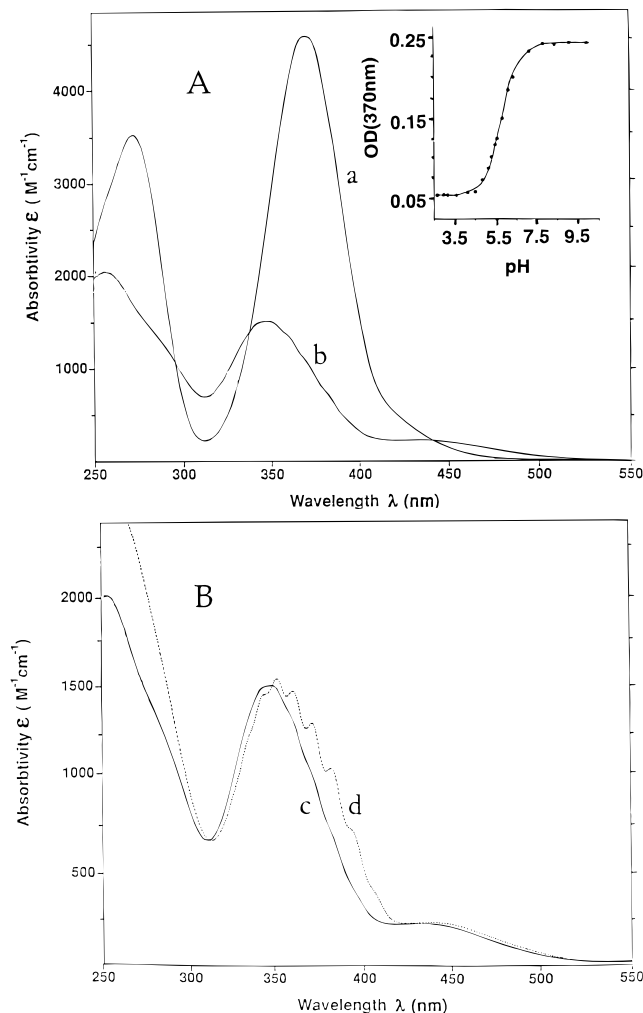 A
a
b
4000
3000
2000
1000
Absorbtivity ε ( M⁻¹cm⁻¹)
250 300 350 400 450 500 550
Wavelength λ (nm)
0.25
0.15
0.05
OD(370nm)
3.5 5.5 7.5 9.5
pH
B
c d
2000
1500
1000
500
Absorbtivity ε ( M⁻¹cm⁻¹)
250 300 350 400 450 500 550
Wavelength λ (nm)